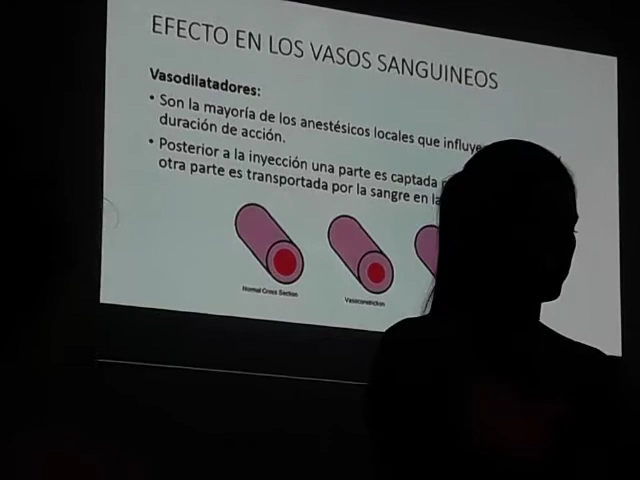 EFECTO EN LOS VASOS SANGUINEOS
Vasodilatadores:
• Son la mayoría de los anestésicos locales que influye
duración de acción.
• Posterior a la inyección una parte es captada
otra parte es transportada por la sangre en la
Normal Cross Section
Vasoconstriction